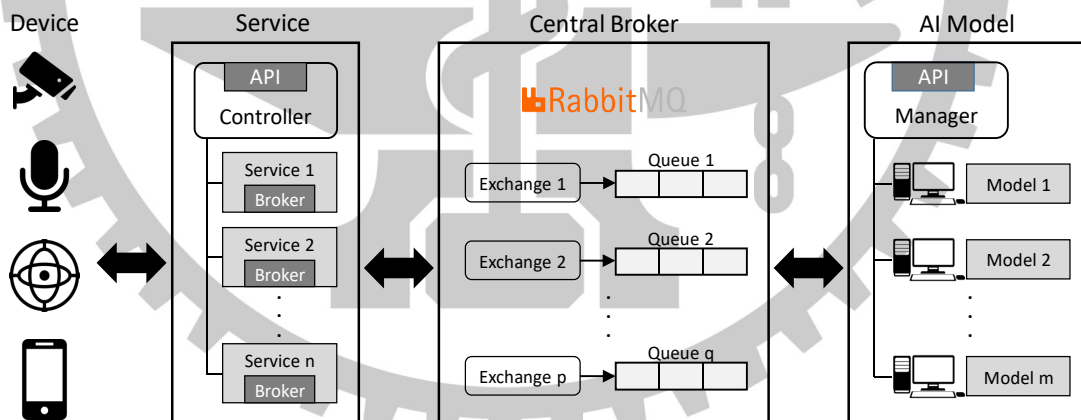 Device
Service
Central Broker
AI Model
API
Controller
Service 1
Broker
Service 2
Broker
Service n
Broker
RabbitMQ
Exchange 1
Queue 1
Exchange 2
Queue 2
Exchange p
Queue q
API
Manager
Model 1
Model 2
Model m